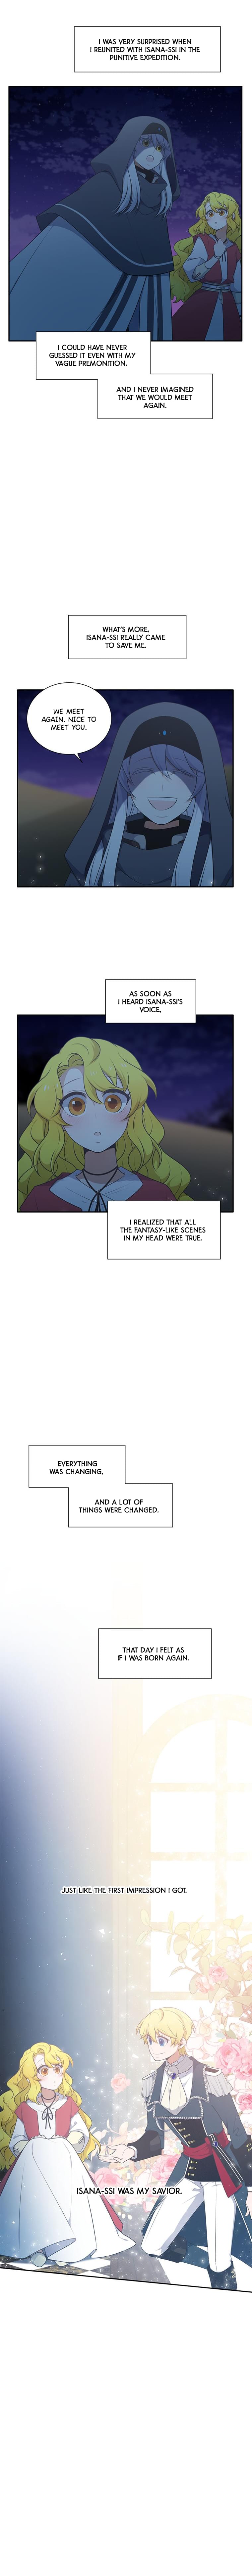 I WAS VERY SURPRISED WHEN
I REUNITED WITH ISANA-SSI IN THE
PUNITIVE EXPEDITION.
I COULD HAVE NEVER
GUESSED IT EVEN WITH MY
VAGUE PREMONITION,
AND I NEVER IMAGINED
THAT WE WOULD MEET
AGAIN.
WHAT'S MORE,
ISANA-SSI REALLY CAME
TO SAVE ME.
WE MEET
AGAIN. NICE TO
MEET YOU.
AS SOON AS
I HEARD ISANA-SSI'S
VOICE,
I REALIZED THAT ALL
THE FANTASY-LIKE SCENES
IN MY HEAD WERE TRUE.
EVERYTHING
WAS CHANGING,
AND A LOT OF
THINGS WERE CHANGED.
THAT DAY I FELT AS
IF I WAS BORN AGAIN.
JUST LIKE THE FIRST IMPRESSION I GOT.
ISANA-SSI WAS MY SAVIOR.